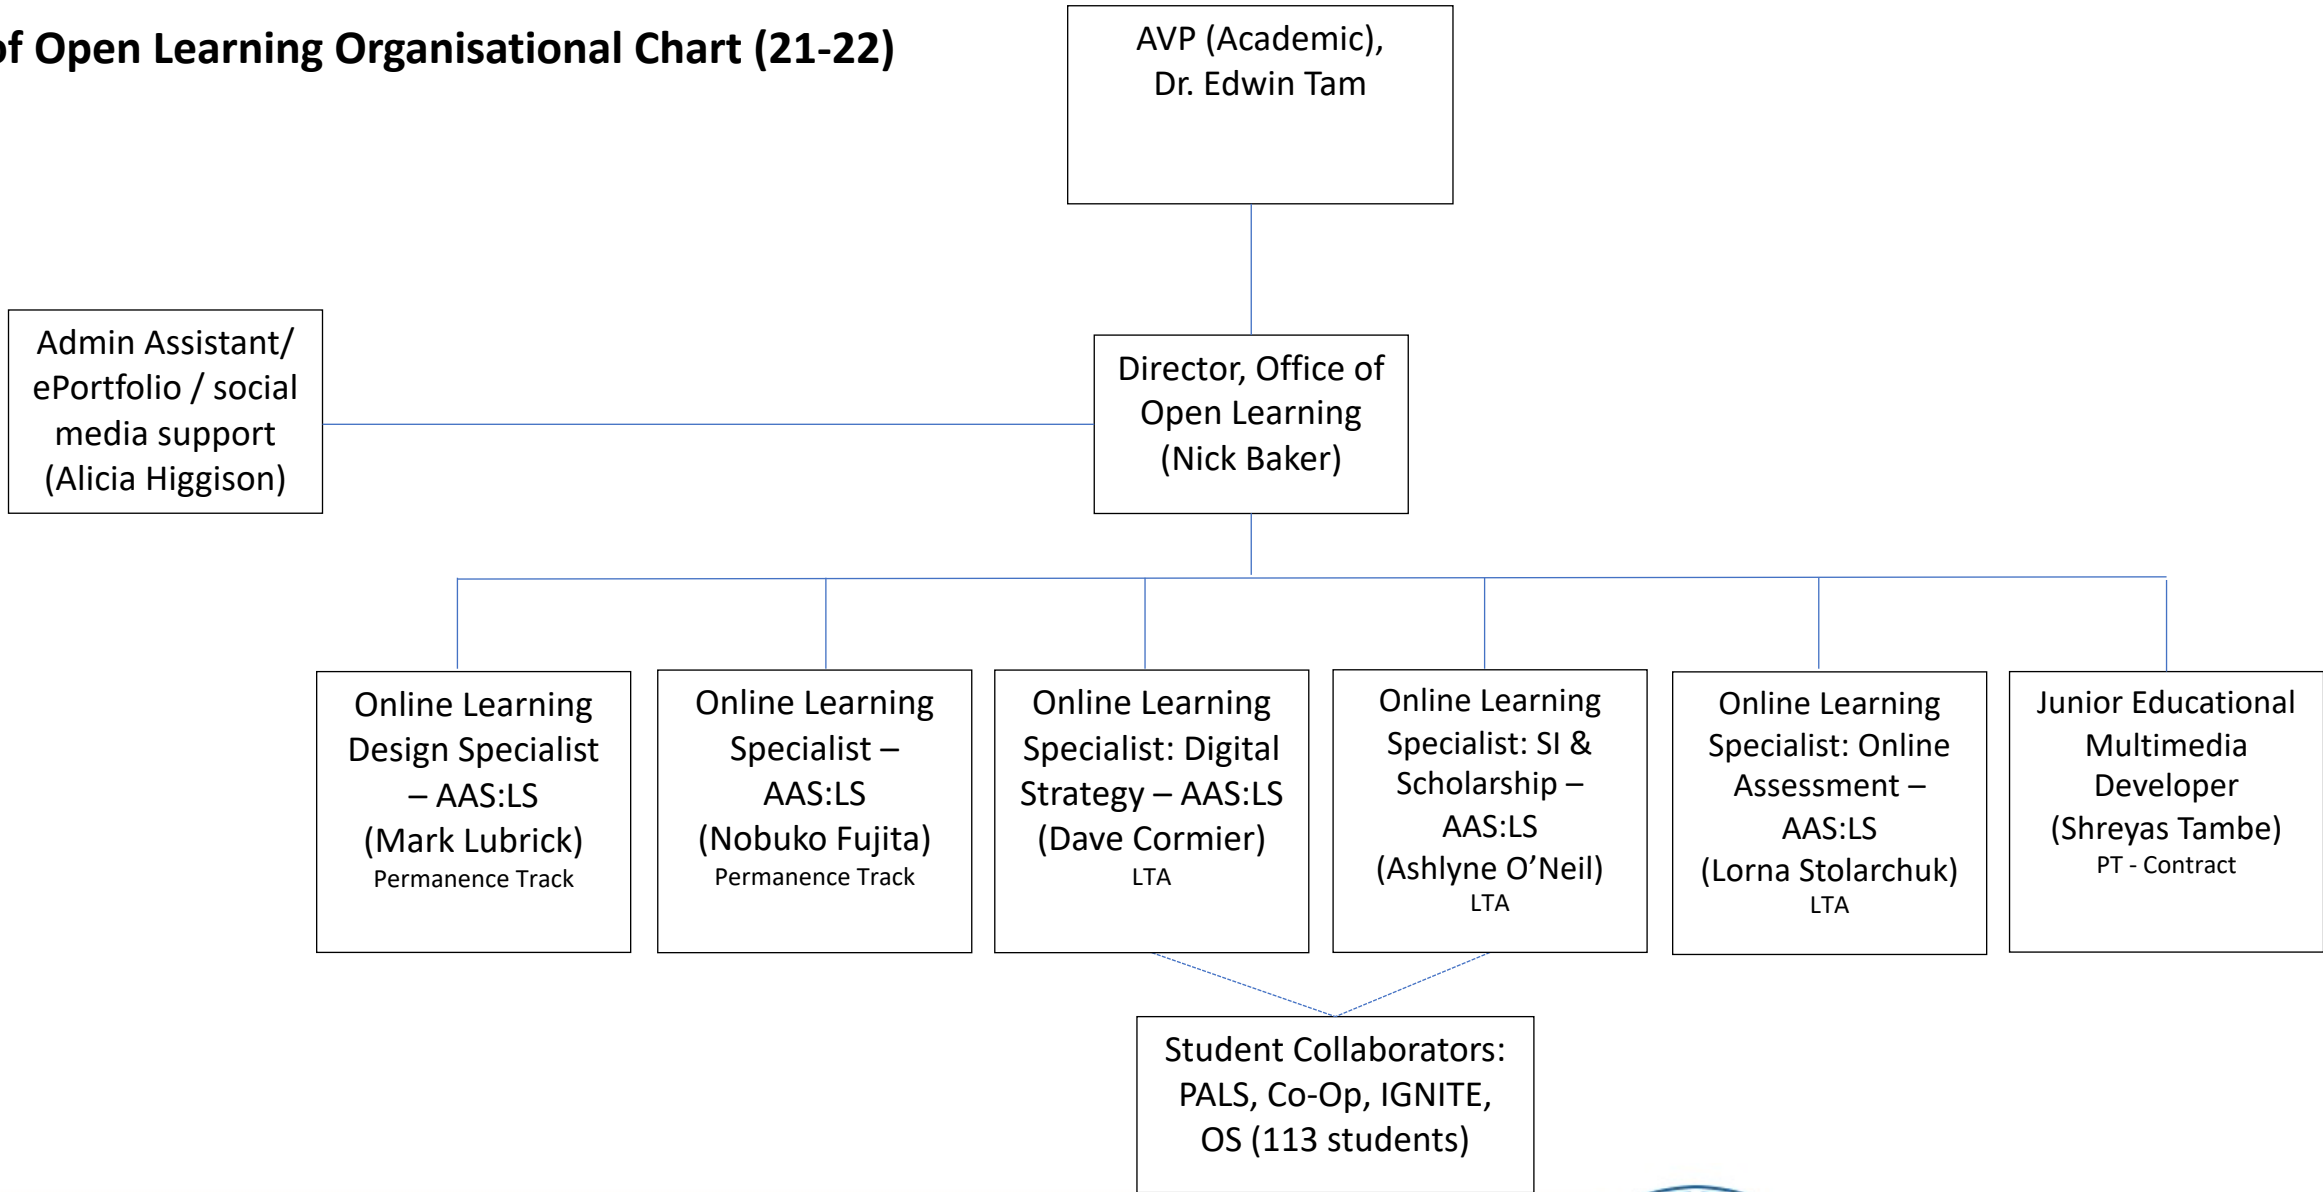 of Open Learning Organisational Chart (21-22)
AVP (Academic),
Dr. Edwin Tam
Admin Assistant/
ePortfolio / social
media support
(Alicia Higgison)
Director, Office of
Open Learning
(Nick Baker)
Online Learning
Design Specialist
– AAS:LS
(Mark Lubrick)
Permanence Track
Online Learning
Specialist –
AAS:LS
(Nobuko Fujita)
Permanence Track
Online Learning
Specialist: Digital
Strategy – AAS:LS
(Dave Cormier)
LTA
Online Learning
Specialist: SI &
Scholarship –
AAS:LS
(Ashlyne O’Neil)
LTA
Online Learning
Specialist: Online
Assessment –
AAS:LS
(Lorna Stolarchuk)
LTA
Junior Educational
Multimedia
Developer
(Shreyas Tambe)
PT - Contract
Student Collaborators:
PALS, Co-Op, IGNITE,
OS (113 students)